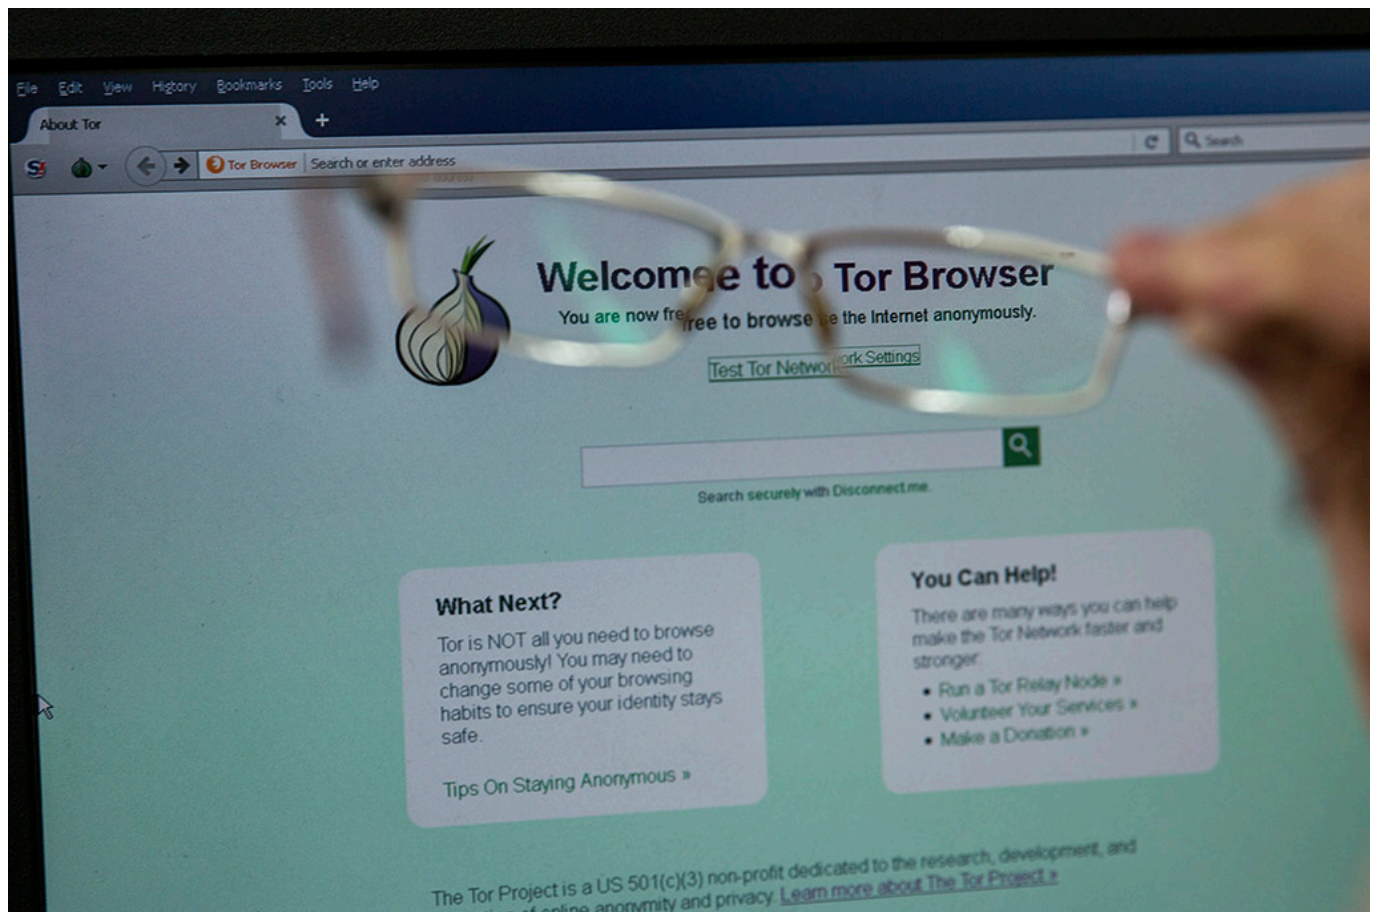 File Edit View History Bookmarks Tools Help
About Tor
Tor Browser Search or enter address
Search
Welcome to Tor Browser
You are now free to browse the Internet anonymously.
Test Tor Network Settings
Search securely with Disconnect.me.
What Next?
Tor is NOT all you need to browse
anonymously! You may need to
change some of your browsing
habits to ensure your identity stays
safe.
Tips On Staying Anonymous »
You Can Help!
There are many ways you can help
make the Tor Network faster and
stronger:
• Run a Tor Relay Node »
• Volunteer Your Services »
• Make a Donation »
The Tor Project is a US 501(c)(3) non-profit dedicated to the research, development, and
of online anonymity and privacy. Learn more about The Tor Project »